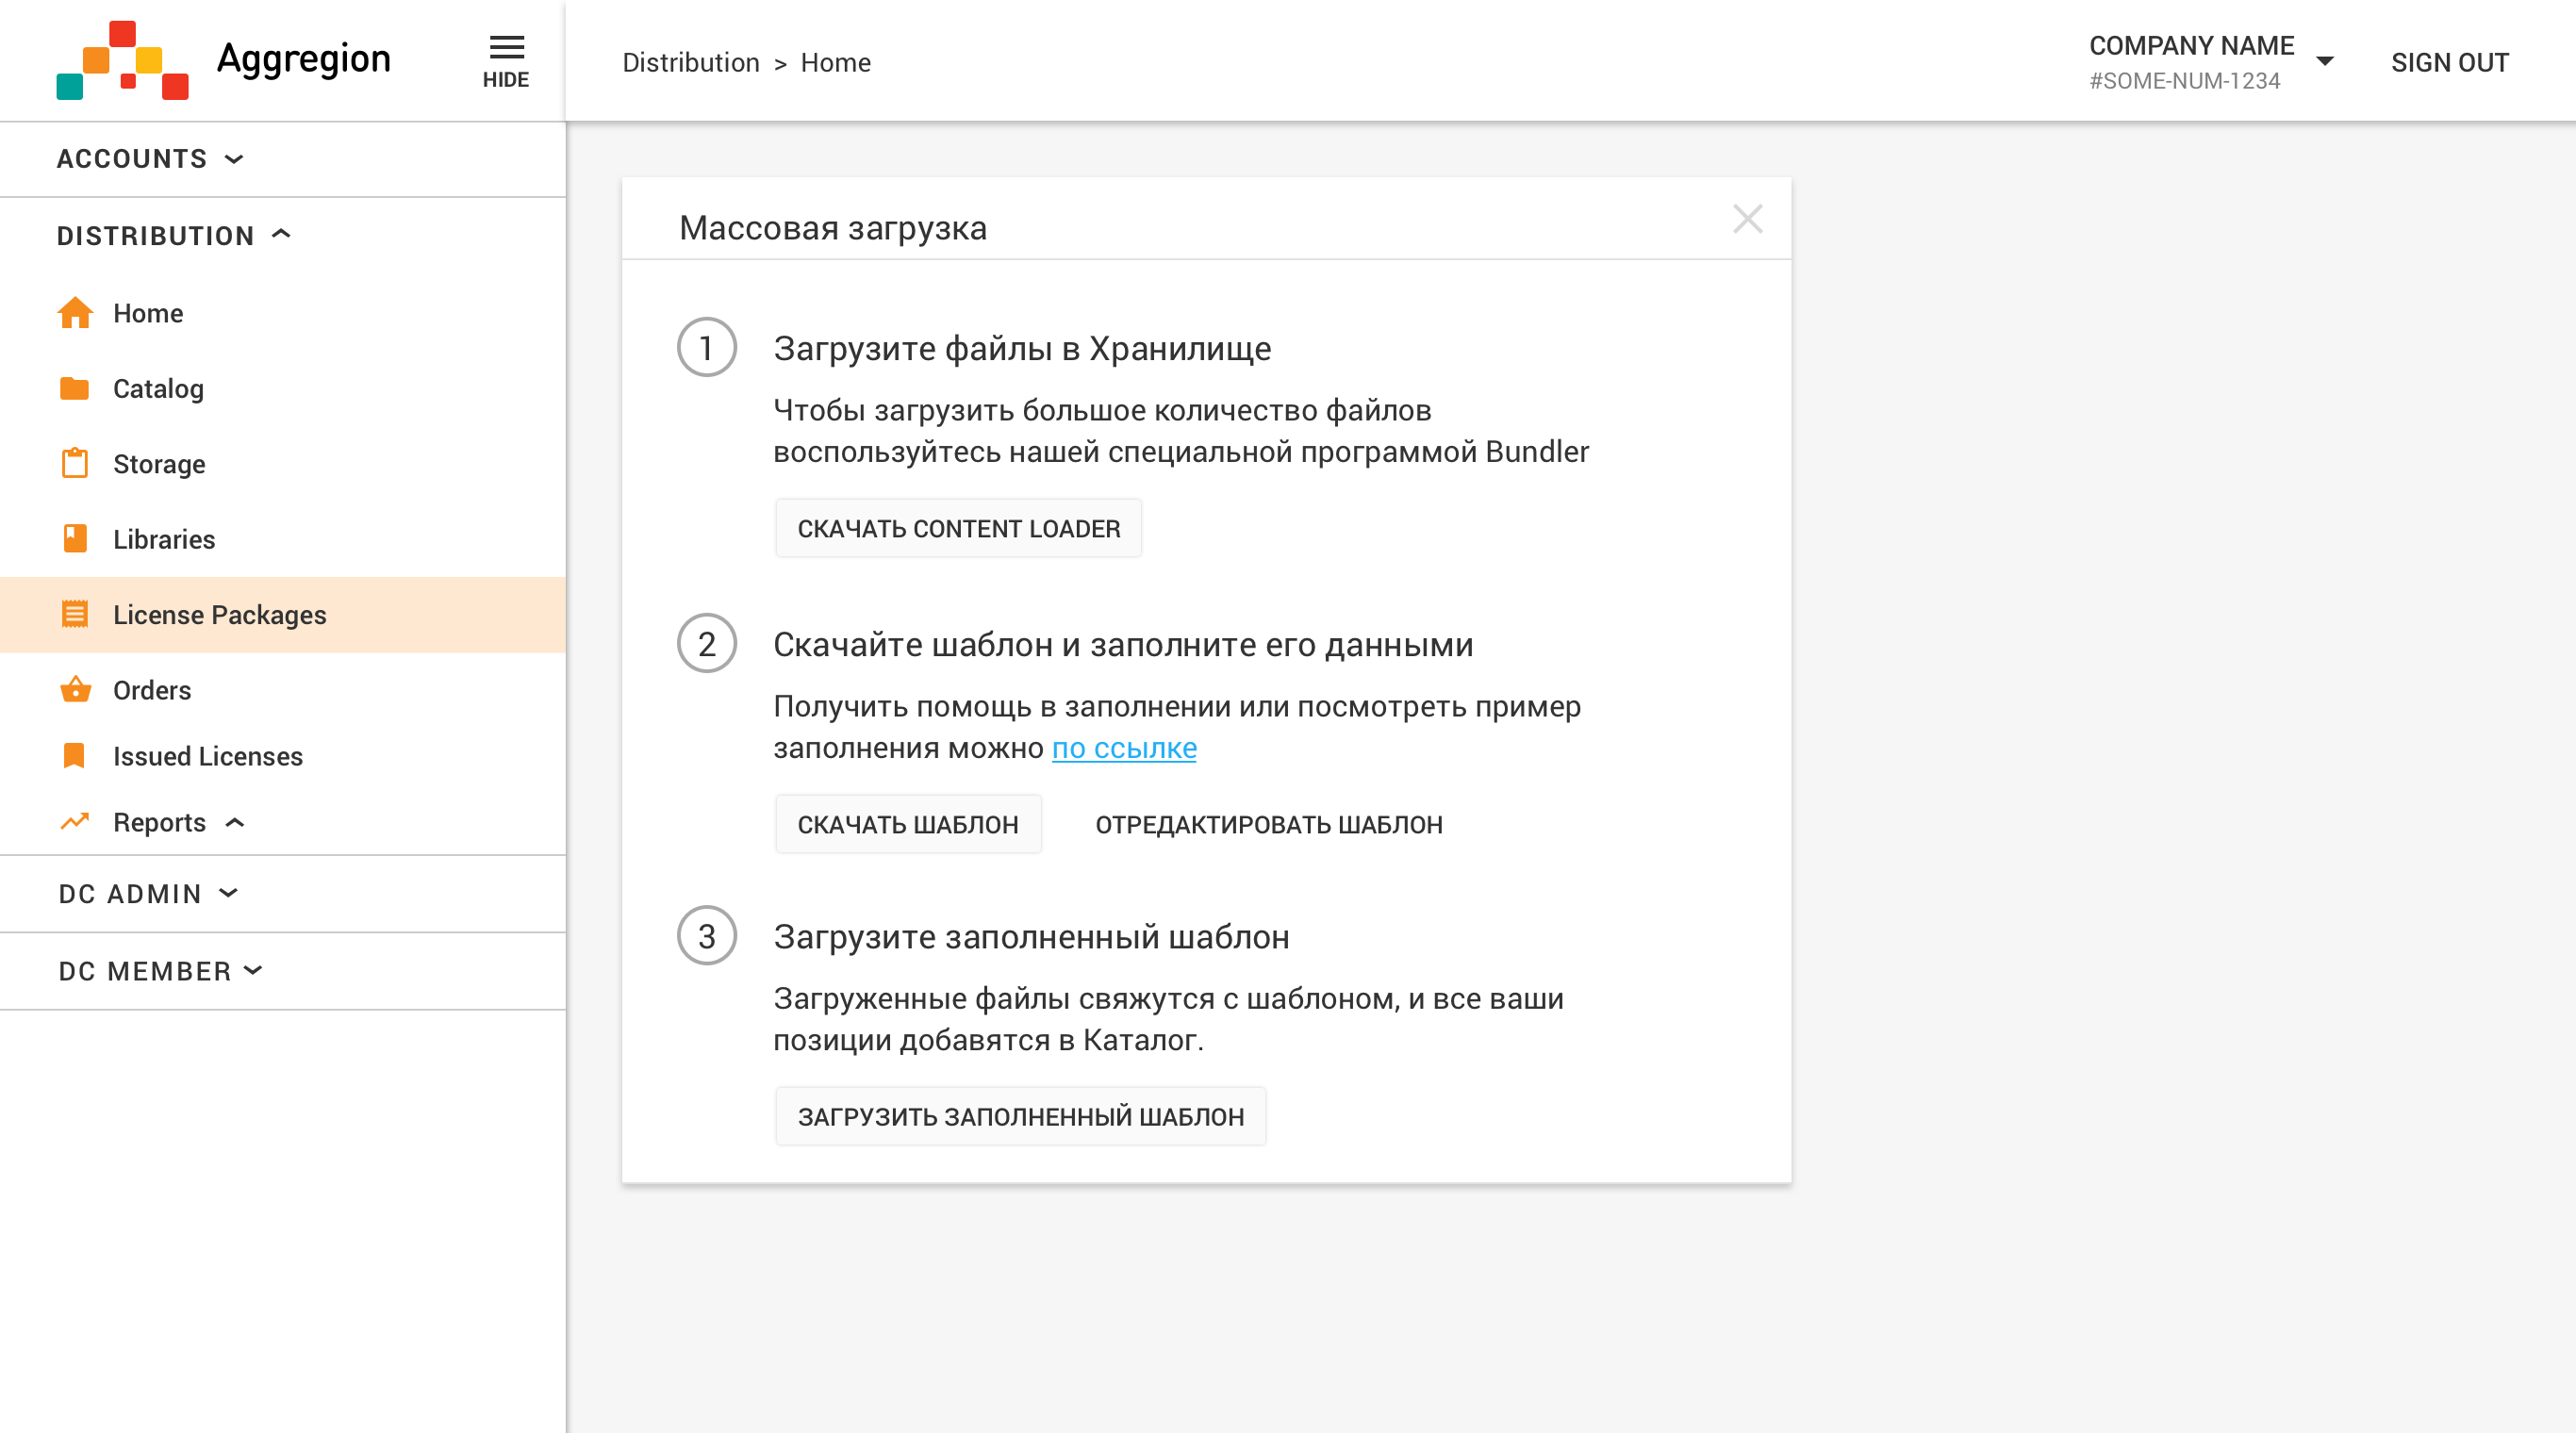 Aggregion
HIDE
Distribution > Home
COMPANY NAME
#SOME-NUM-1234
SIGN OUT
ACCOUNTS
DISTRIBUTION
Home
Catalog
Storage
Libraries
License Packages
Orders
Issued Licenses
Reports
DC ADMIN
DC MEMBER
Массовая загрузка
1
Загрузите файлы в Хранилище
Чтобы загрузить большое количество файлов
воспользуйтесь нашей специальной программой Bundler
СКАЧАТЬ CONTENT LOADER
2
Скачайте шаблон и заполните его данными
Получить помощь в заполнении или посмотреть пример
заполнения можно по ссылке
СКАЧАТЬ ШАБЛОН
ОТРЕДАКТИРОВАТЬ ШАБЛОН
3
Загрузите заполненный шаблон
Загруженные файлы свяжутся с шаблоном, и все ваши
позиции добавятся в Каталог.
ЗАГРУЗИТЬ ЗАПОЛНЕННЫЙ ШАБЛОН